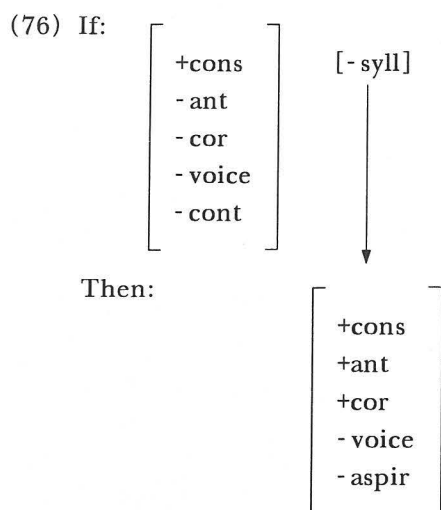 (76) If:
+cons [-syll]
-ant
-cor
-voice
-cont
Then:
+cons
+ant
+cor
-voice
-aspir